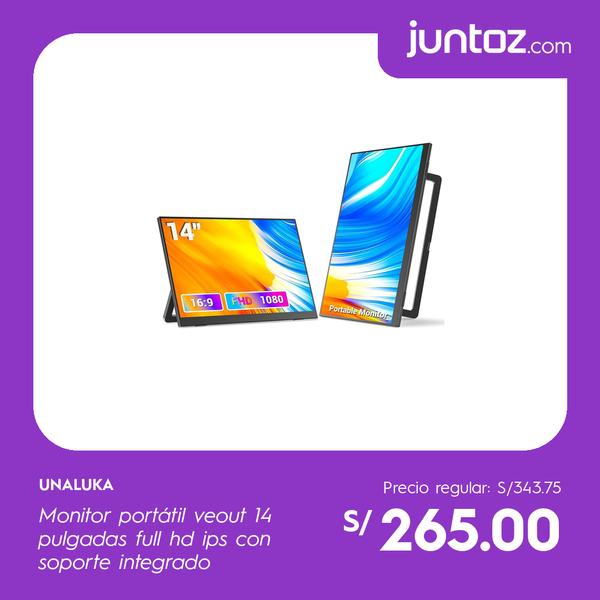 juntoz.com
14"
16:9
FHD 1080
Portable Monitor
UNALUKA
Monitor portátil veout 14
pulgadas full hd ips con
soporte integrado
Precio regular: S/343.75
S/ 265.00